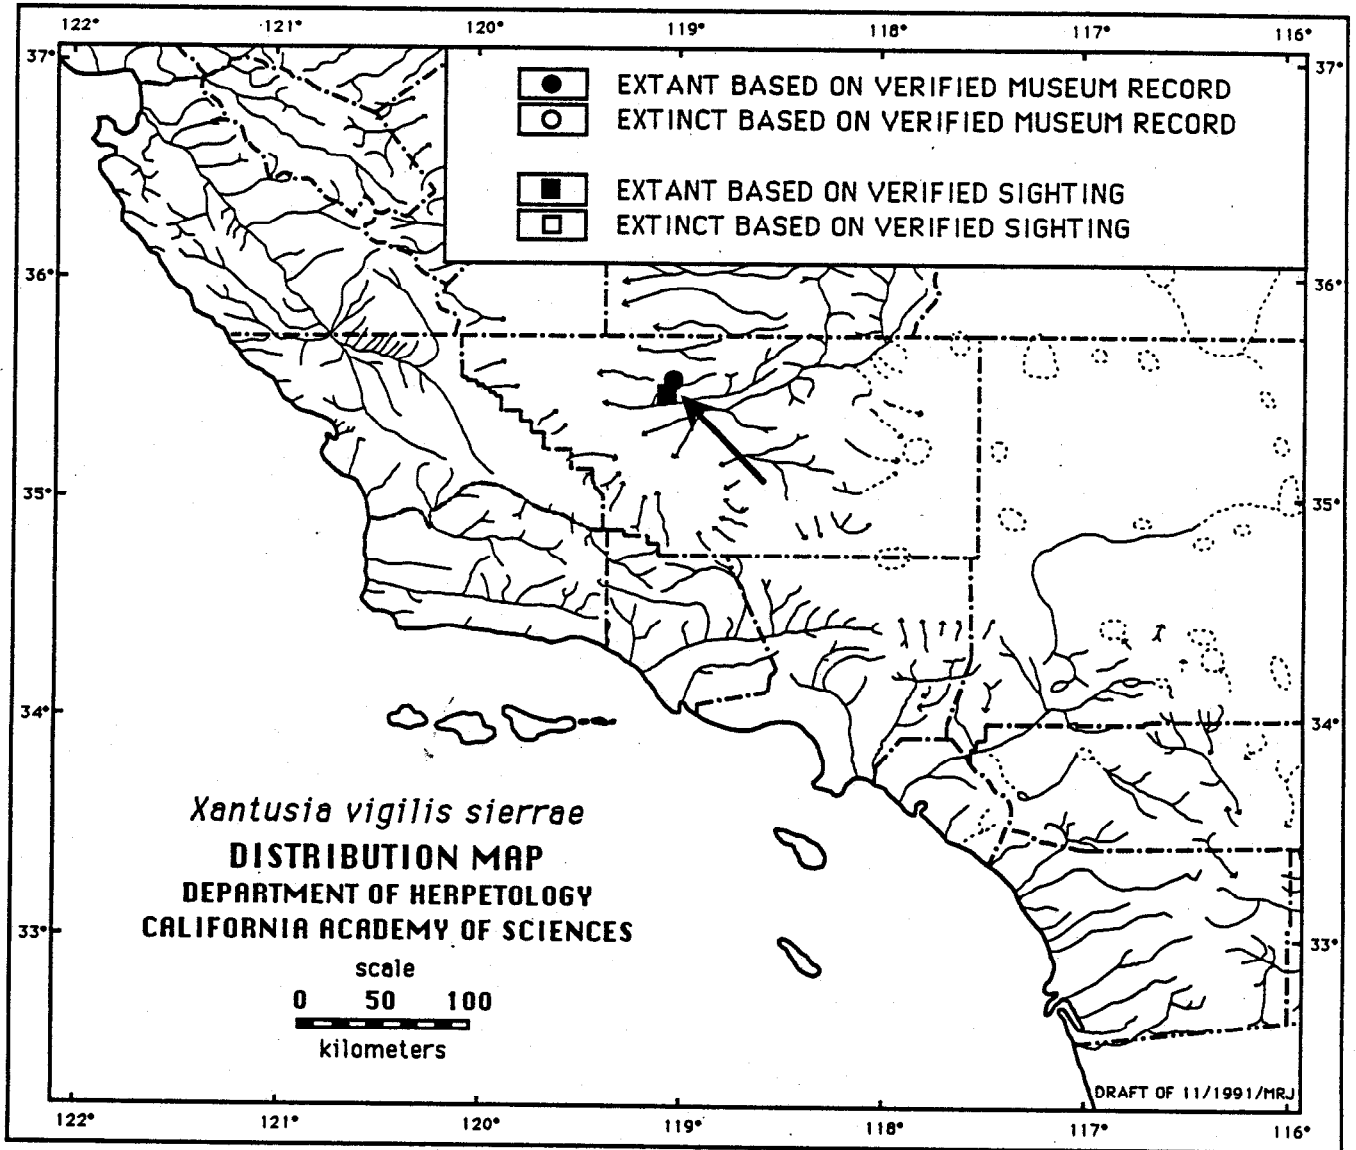 122° 121° 120° 119° 118° 117° 116°
37° 37°
EXTANT BASED ON VERIFIED MUSEUM RECORD
EXTINCT BASED ON VERIFIED MUSEUM RECORD
EXTANT BASED ON VERIFIED SIGHTING
EXTINCT BASED ON VERIFIED SIGHTING
36° 36°
35° 35°
34° 34°
Xantusia vigilis sierrae
DISTRIBUTION MAP
DEPARTMENT OF HERPETOLOGY
CALIFORNIA ACADEMY OF SCIENCES
33° 33°
scale
0 50 100
kilometers
DRAFT OF 11/1991/MRJ
122° 121° 120° 119° 118° 117° 116°